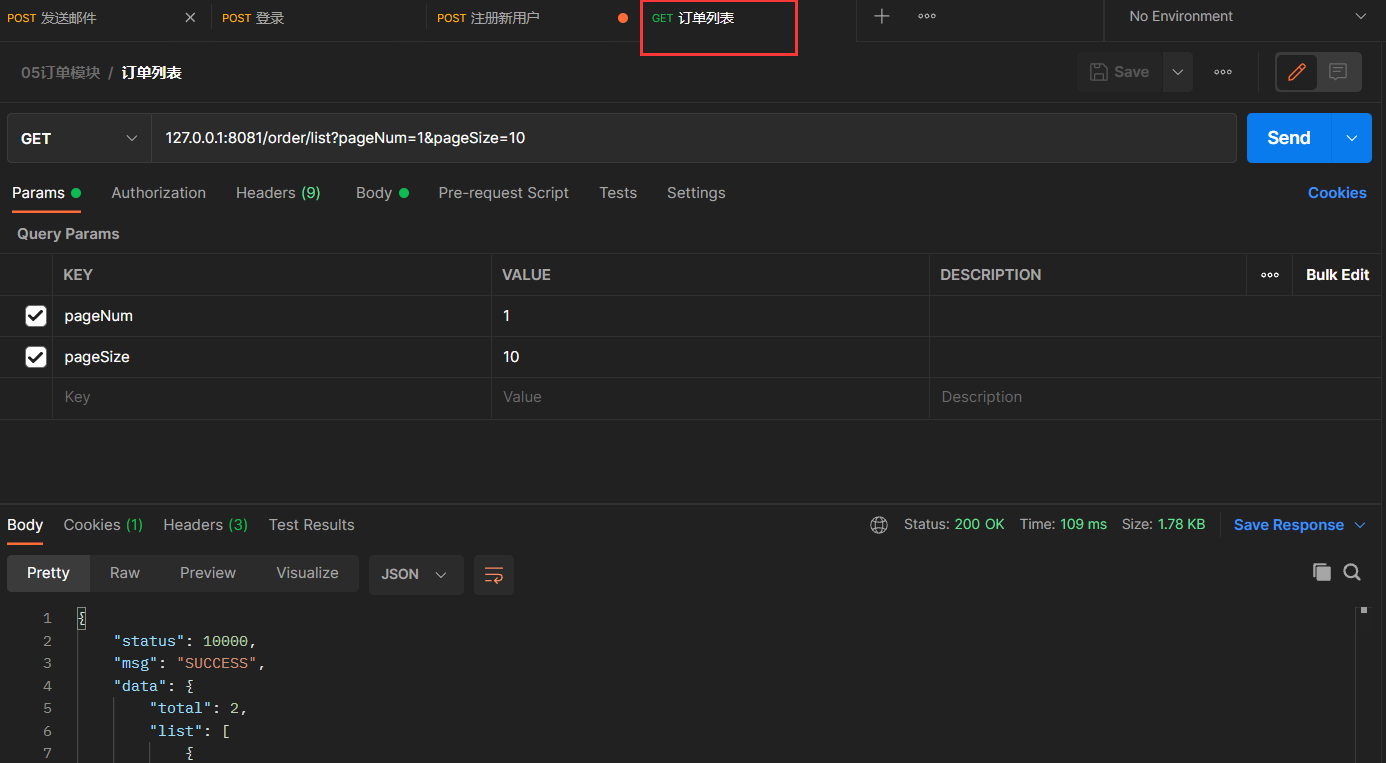 POST 发送邮件 POST 登录 POST 注册新用户 GET 订单列表 No Environment
05订单模块 / 订单列表 Save
GET 127.0.0.1:8081/order/list?pageNum=1&pageSize=10 Send
Params Authorization Headers (9) Body Pre-request Script Tests Settings Cookies
Query Params
KEY VALUE DESCRIPTION Bulk Edit
pageNum 1
pageSize 10
Key Value Description
Body Cookies (1) Headers (3) Test Results Status: 200 OK Time: 109 ms Size: 1.78 KB Save Response
Pretty Raw Preview Visualize JSON
1 {
2 "status": 10000,
3 "msg": "SUCCESS",
4 "data": {
5 "total": 2,
6 "list": [
7 {